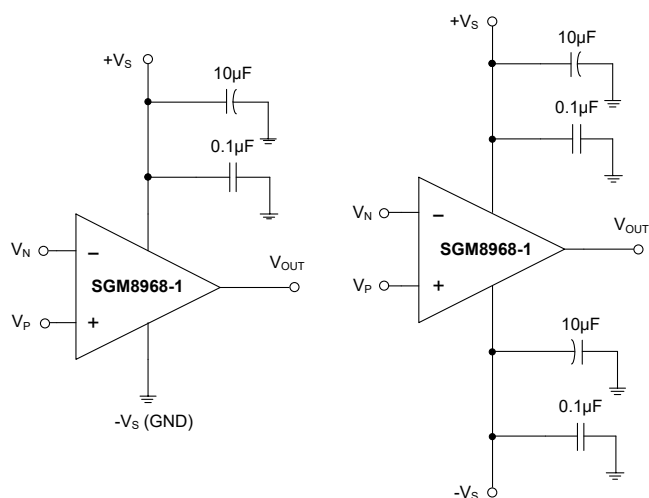 +VS
10µF
0.1µF
VN
−
SGM8968-1
VOUT
VP
+
-VS (GND)
+VS
10µF
0.1µF
VN
−
SGM8968-1
VOUT
VP
+
10µF
0.1µF
-VS